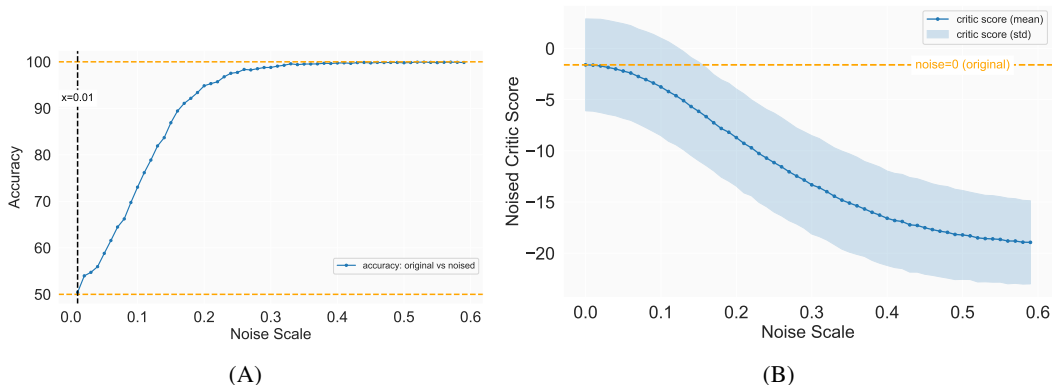 100
90
80
70
60
50
Accuracy
x=0.01
accuracy: original vs noised
0.0 0.1 0.2 0.3 0.4 0.5 0.6
Noise Scale
(A)
0
−5
−10
−15
−20
Noised Critic Score
critic score (mean)
critic score (std)
noise=0 (original)
0.0 0.1 0.2 0.3 0.4 0.5 0.6
Noise Scale
(B)